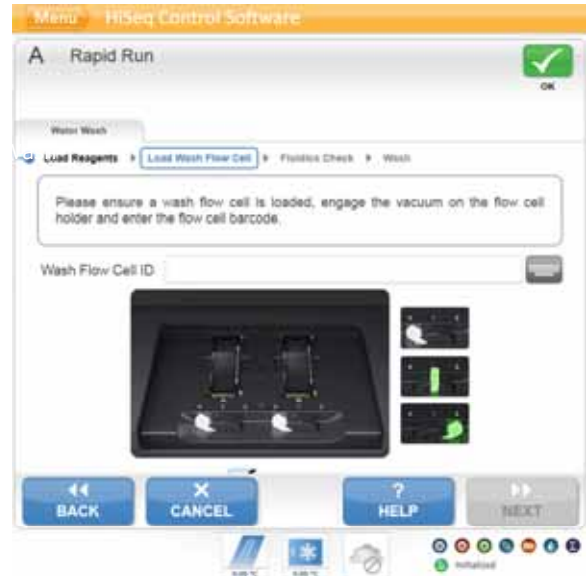 Menu HiSeq Control Software
A Rapid Run
OK
Water Wash
Load Reagents Load Wash Flow Cell Fluidics Check Wash
Please ensure a wash flow cell is loaded, engage the vacuum on the flow cell
holder and enter the flow cell barcode.
Wash Flow Cell ID
BACK
CANCEL
?
HELP
NEXT
Initialized